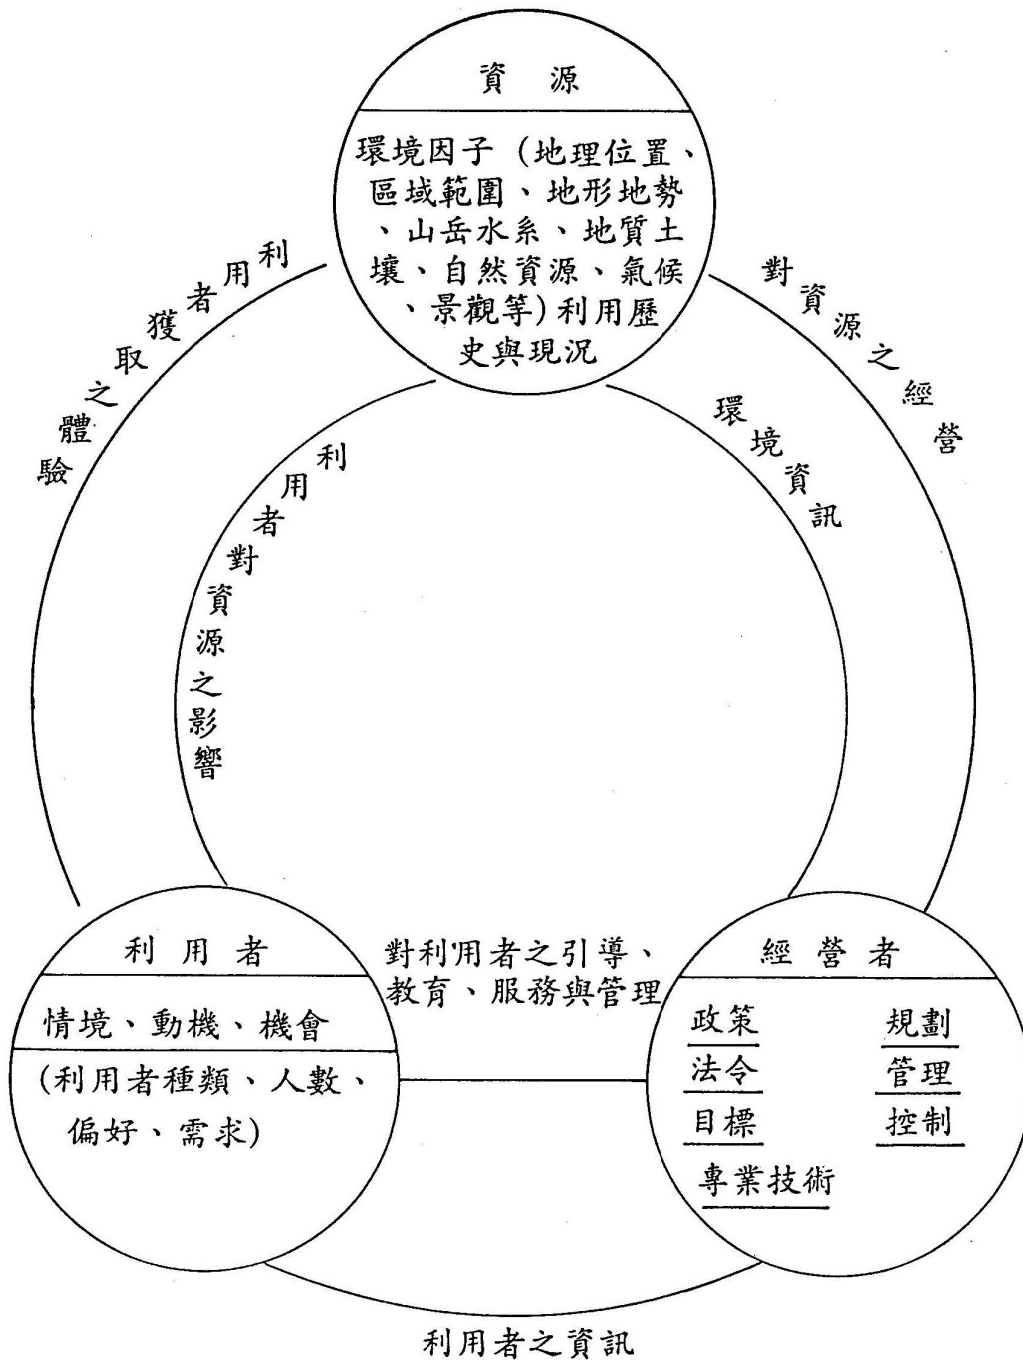 資源
環境因子（地理位置、
區域範圍、地形地勢
、山岳水系、地質土
壤、自然資源、氣候
、景觀等）利用歷
史與現況
利用者獲取之體驗
利用者對資源之影響
對資源之經營
環境資訊
利用者
情境、動機、機會
（利用者種類、人數、
偏好、需求）
對利用者之引導、
教育、服務與管理
經營者
政策 規劃
法令 管理
目標 控制
專業技術
利用者之資訊